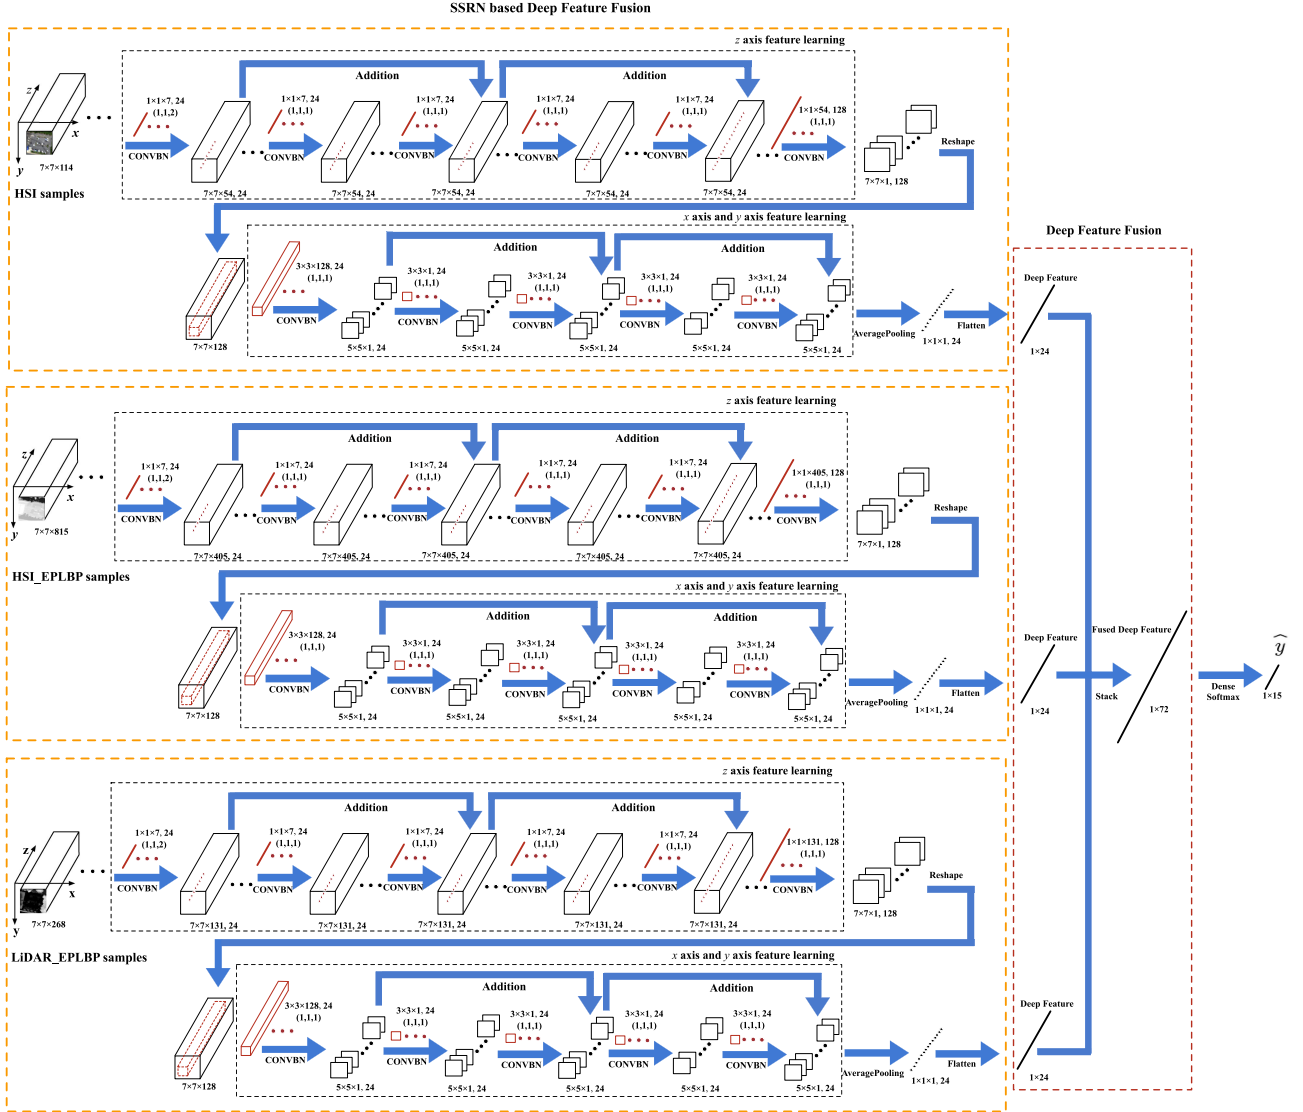 SSRN based Deep Feature Fusion
z axis feature learning
Addition
Addition
z
x
y
7×7×114
HSI samples
1×1×7, 24
(1,1,2)
CONVBN
7×7×54, 24
1×1×7, 24
(1,1,1)
CONVBN
7×7×54, 24
1×1×7, 24
(1,1,1)
CONVBN
7×7×54, 24
1×1×7, 24
(1,1,1)
CONVBN
7×7×54, 24
1×1×7, 24
(1,1,1)
CONVBN
7×7×54, 24
1×1×54, 128
(1,1,1)
CONVBN
7×7×1, 128
Reshape
x axis and y axis feature learning
Addition
Addition
7×7×128
3×3×128, 24
(1,1,1)
CONVBN
5×5×1, 24
3×3×1, 24
(1,1,1)
CONVBN
5×5×1, 24
3×3×1, 24
(1,1,1)
CONVBN
5×5×1, 24
3×3×1, 24
(1,1,1)
CONVBN
5×5×1, 24
3×3×1, 24
(1,1,1)
CONVBN
5×5×1, 24
AveragePooling
1×1×1, 24
Flatten
z axis feature learning
Addition
Addition
z
x
y
7×7×815
HSI_EPLBP samples
1×1×7, 24
(1,1,2)
CONVBN
7×7×405, 24
1×1×7, 24
(1,1,1)
CONVBN
7×7×405, 24
1×1×7, 24
(1,1,1)
CONVBN
7×7×405, 24
1×1×7, 24
(1,1,1)
CONVBN
7×7×405, 24
1×1×7, 24
(1,1,1)
CONVBN
7×7×405, 24
1×1×405, 128
(1,1,1)
CONVBN
7×7×1, 128
Reshape
x axis and y axis feature learning
Addition
Addition
7×7×128
3×3×128, 24
(1,1,1)
CONVBN
5×5×1, 24
3×3×1, 24
(1,1,1)
CONVBN
5×5×1, 24
3×3×1, 24
(1,1,1)
CONVBN
5×5×1, 24
3×3×1, 24
(1,1,1)
CONVBN
5×5×1, 24
3×3×1, 24
(1,1,1)
CONVBN
5×5×1, 24
AveragePooling
1×1×1, 24
Flatten
z axis feature learning
Addition
Addition
z
x
y
7×7×268
LiDAR_EPLBP samples
1×1×7, 24
(1,1,2)
CONVBN
7×7×131, 24
1×1×7, 24
(1,1,1)
CONVBN
7×7×131, 24
1×1×7, 24
(1,1,1)
CONVBN
7×7×131, 24
1×1×7, 24
(1,1,1)
CONVBN
7×7×131, 24
1×1×7, 24
(1,1,1)
CONVBN
7×7×131, 24
1×1×131, 128
(1,1,1)
CONVBN
7×7×1, 128
Reshape
x axis and y axis feature learning
Addition
Addition
7×7×128
3×3×128, 24
(1,1,1)
CONVBN
5×5×1, 24
3×3×1, 24
(1,1,1)
CONVBN
5×5×1, 24
3×3×1, 24
(1,1,1)
CONVBN
5×5×1, 24
3×3×1, 24
(1,1,1)
CONVBN
5×5×1, 24
3×3×1, 24
(1,1,1)
CONVBN
5×5×1, 24
AveragePooling
1×1×1, 24
Flatten
Deep Feature Fusion
Deep Feature
1×24
Deep Feature
1×24
Deep Feature
1×24
Stack
Fused Deep Feature
1×72
Dense
Softmax
ŷ
1×15